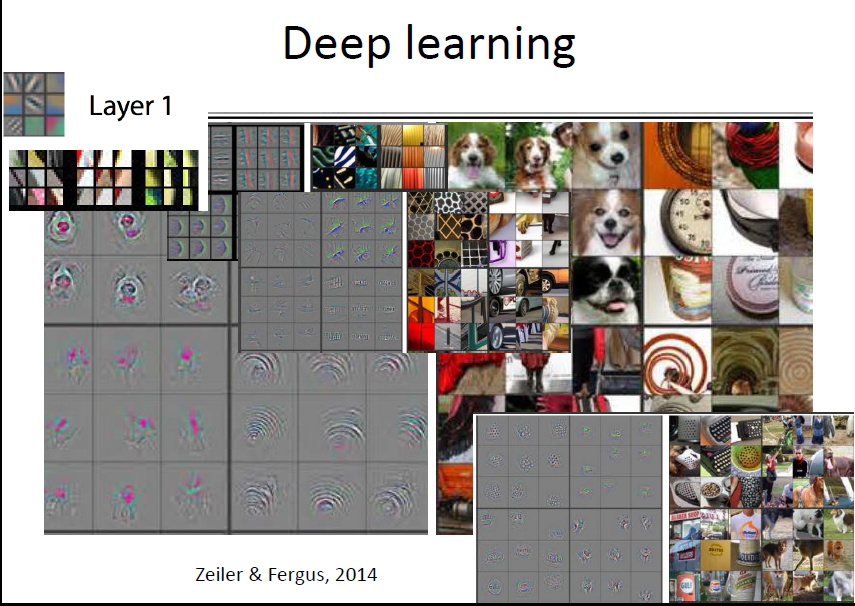 Deep learning
Layer 1
Zeiler & Fergus, 2014